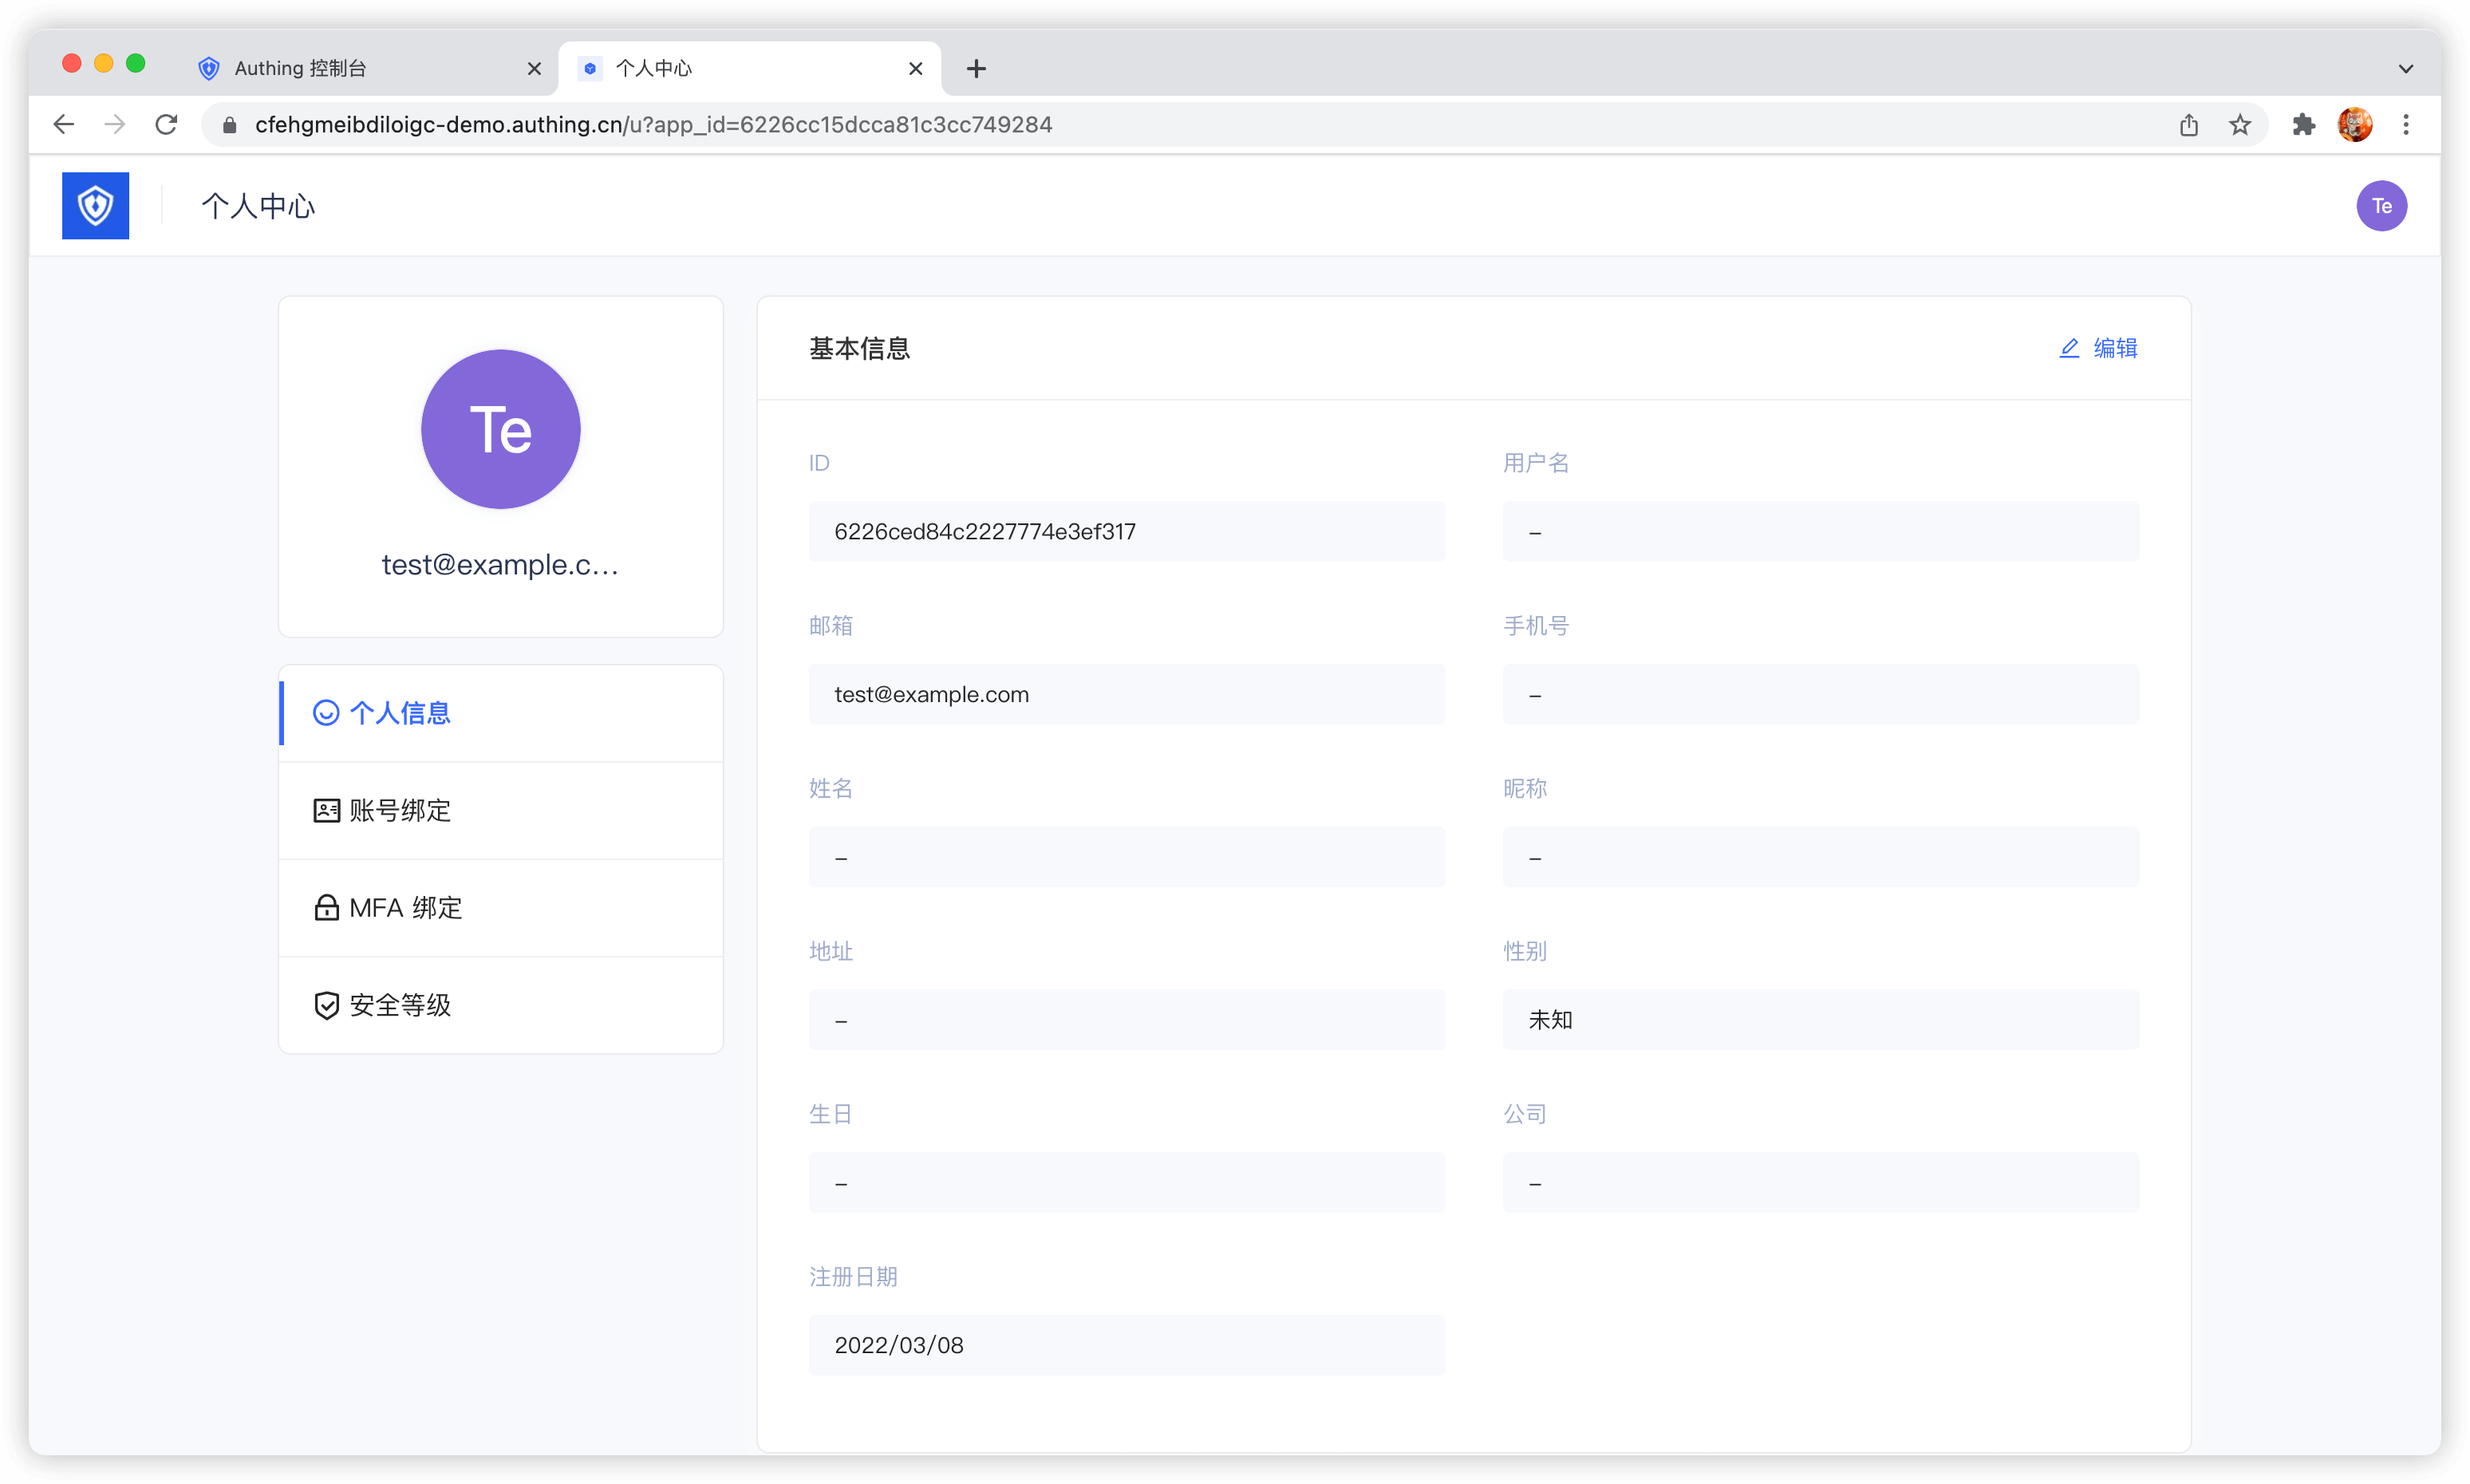 Authing 控制台
个人中心
cfehgmeibdiloigc-demo.authing.cn/u?app_id=6226cc15dcca81c3cc749284
个人中心
Te
Te
test@example.c...
个人信息
账号绑定
MFA 绑定
安全等级
基本信息
编辑
ID
用户名
6226ced84c2227774e3ef317
–
邮箱
手机号
test@example.com
–
姓名
昵称
–
–
地址
性别
–
未知
生日
公司
–
–
注册日期
2022/03/08